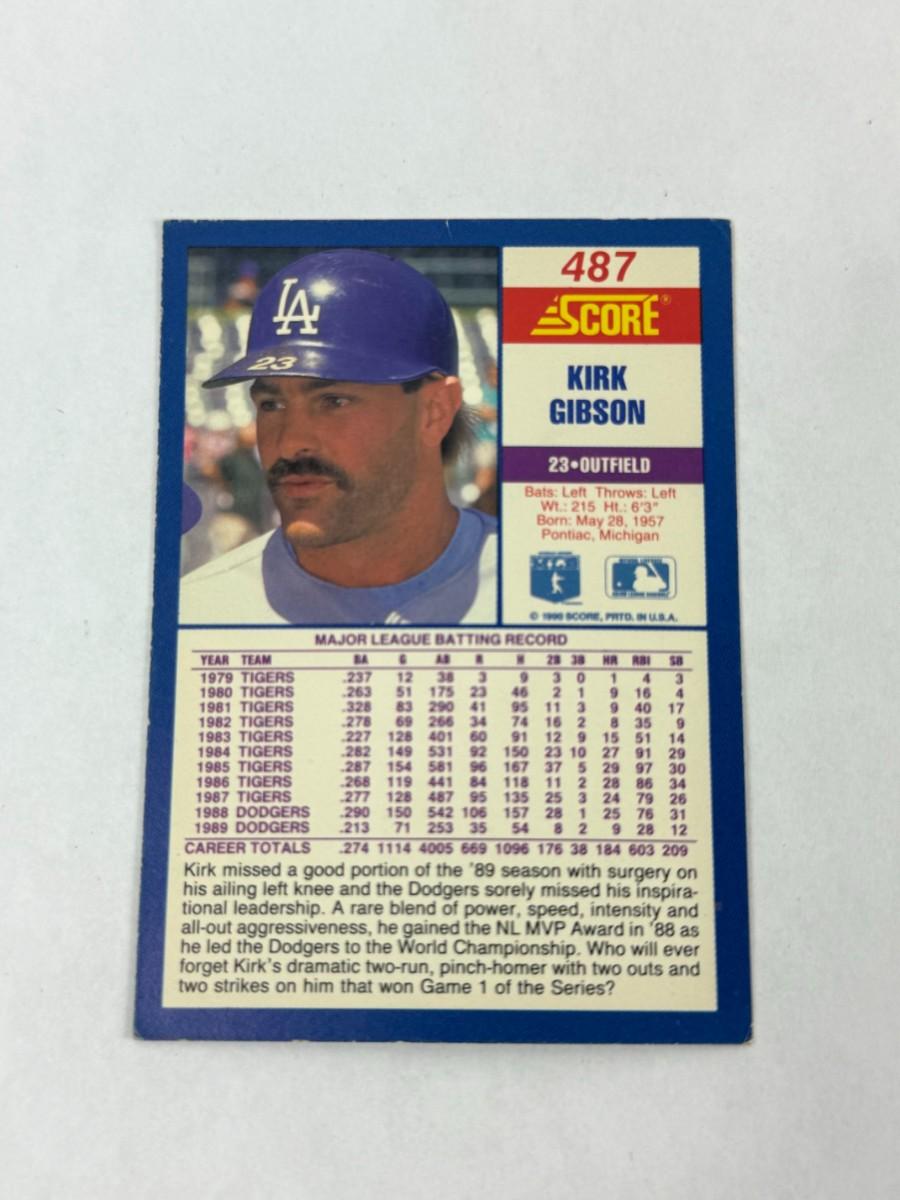 LA
23
487
SCORE®
KIRK
GIBSON
23•OUTFIELD
Bats: Left Throws: Left
Wt.: 215 Ht.: 6'3"
Born: May 28, 1957
Pontiac, Michigan
© 1990 SCORE, PRTD. IN U.S.A.
MAJOR LEAGUE BATTING RECORD
YEAR TEAM BA G AB R H 2B 3B HR RBI SB
1979 TIGERS .237 12 38 3 9 3 0 1 4 3
1980 TIGERS .263 51 175 23 46 2 1 9 16 4
1981 TIGERS .328 83 290 41 95 11 3 9 40 17
1982 TIGERS .278 69 266 34 74 16 2 8 35 9
1983 TIGERS .227 128 401 60 91 12 9 15 51 14
1984 TIGERS .282 149 531 92 150 23 10 27 91 29
1985 TIGERS .287 154 581 96 167 37 5 29 97 30
1986 TIGERS .268 119 441 84 118 11 2 28 86 34
1987 TIGERS .277 128 487 95 135 25 3 24 79 26
1988 DODGERS .290 150 542 106 157 28 1 25 76 31
1989 DODGERS .213 71 253 35 54 8 2 9 28 12
CAREER TOTALS .274 1114 4005 669 1096 176 38 184 603 209
Kirk missed a good portion of the '89 season with surgery on
his ailing left knee and the Dodgers sorely missed his inspira-
tional leadership. A rare blend of power, speed, intensity and
all-out aggressiveness, he gained the NL MVP Award in '88 as
he led the Dodgers to the World Championship. Who will ever
forget Kirk's dramatic two-run, pinch-homer with two outs and
two strikes on him that won Game 1 of the Series?